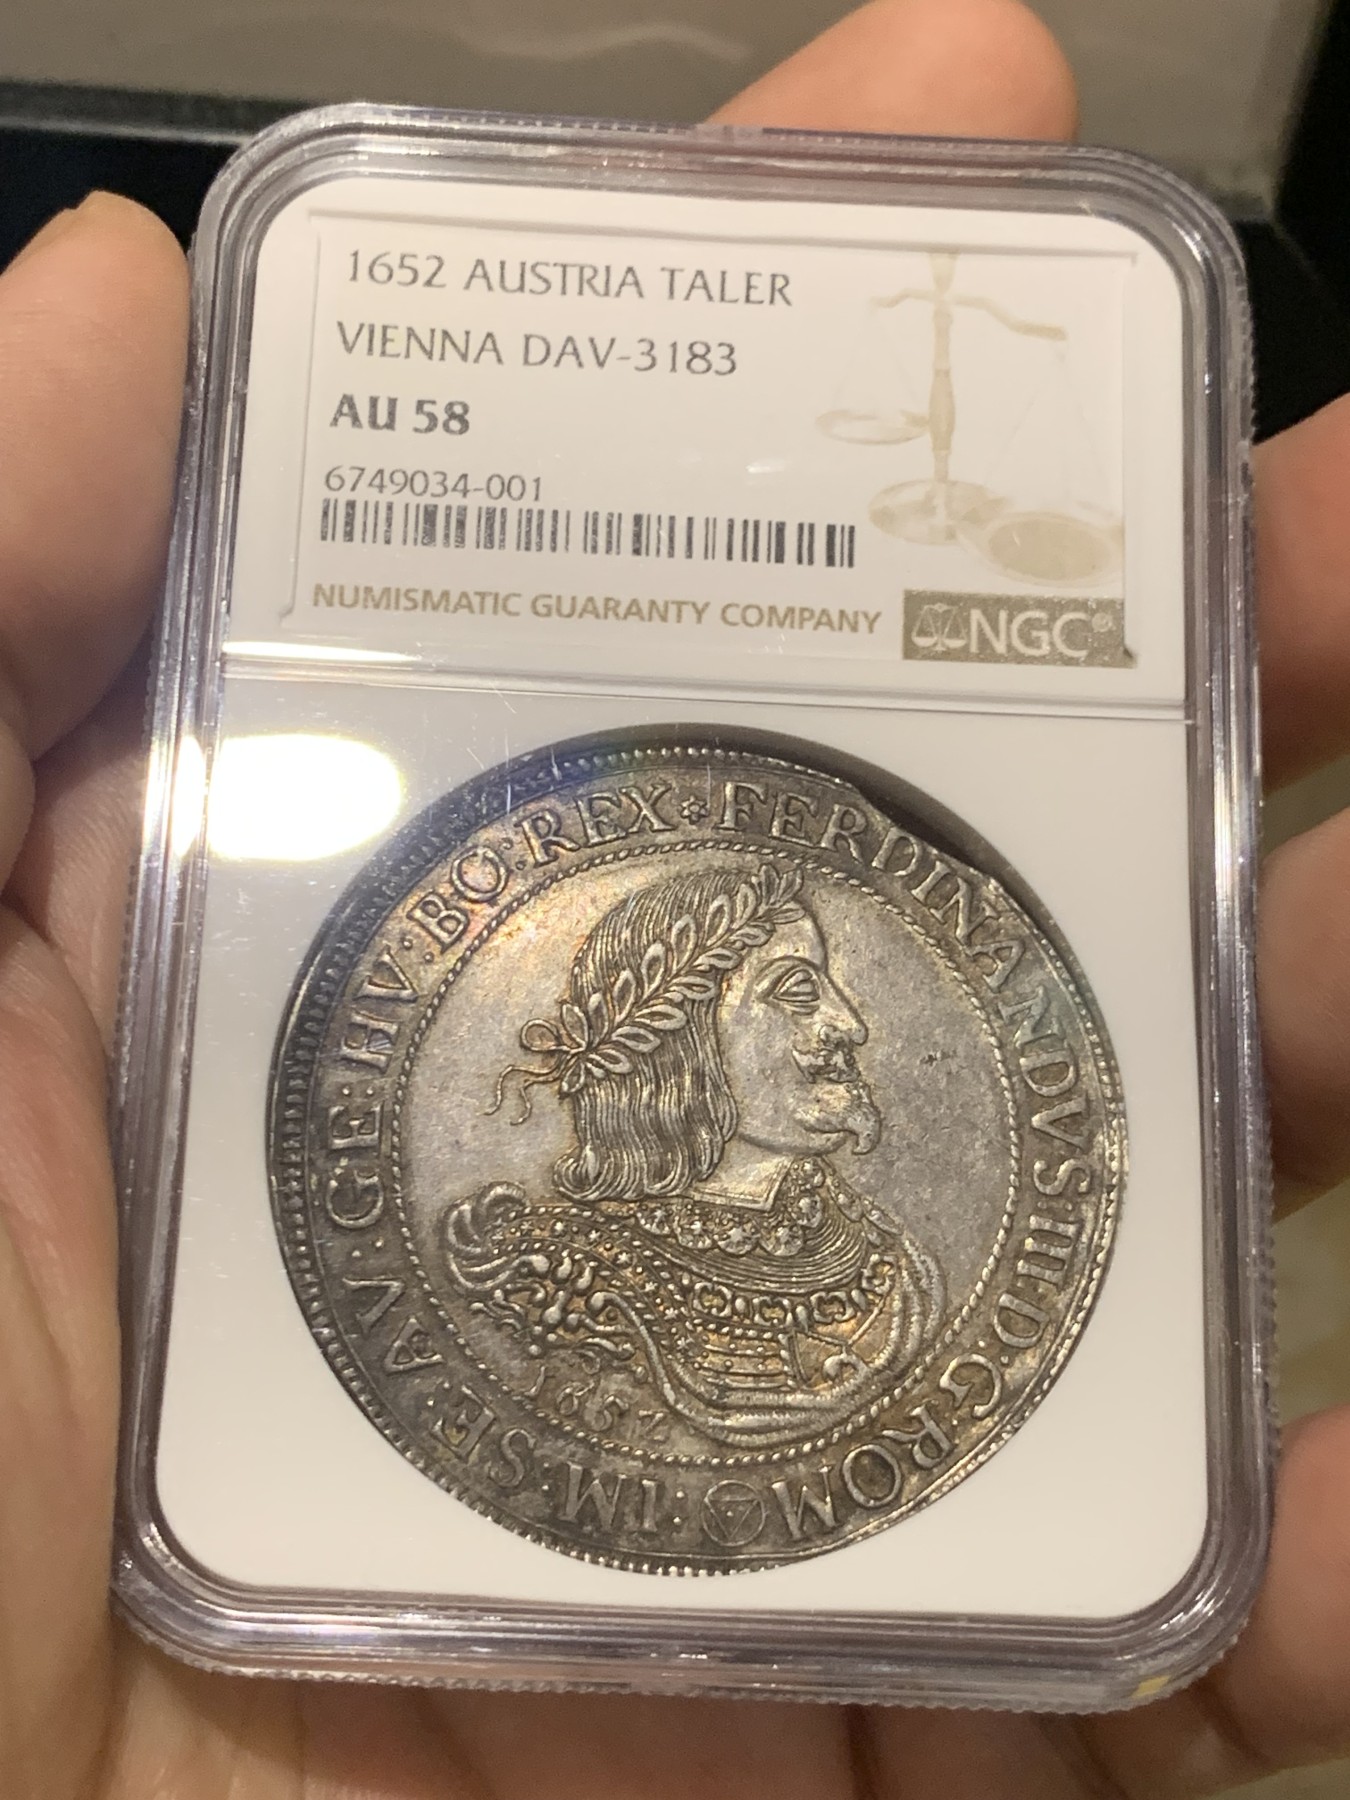 1652 AUSTRIA TALER
VIENNA DAV-3183
AU 58
6749034-001
NUMISMATIC GUARANTY COMPANY
NGC®
FERDINANDVS·III·D:G·ROM
IM:SE:AV:GE:HV:BO:REX
1652